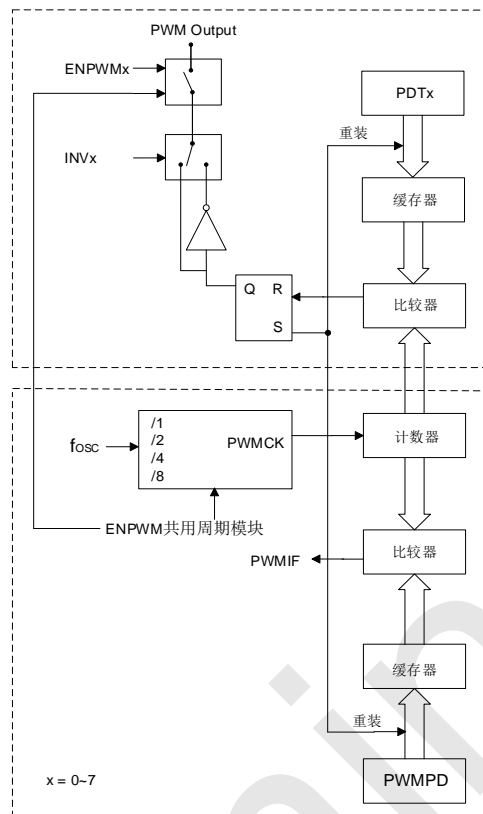 PWM Output
ENPWMx
PDTx
重装
INVx
缓存器
Q R
S
比较器
fOSC
/1
/2
/4
/8
PWMCK
计数器
ENPWM共用周期模块
PWMIF
比较器
缓存器
重装
x = 0~7
PWMPD